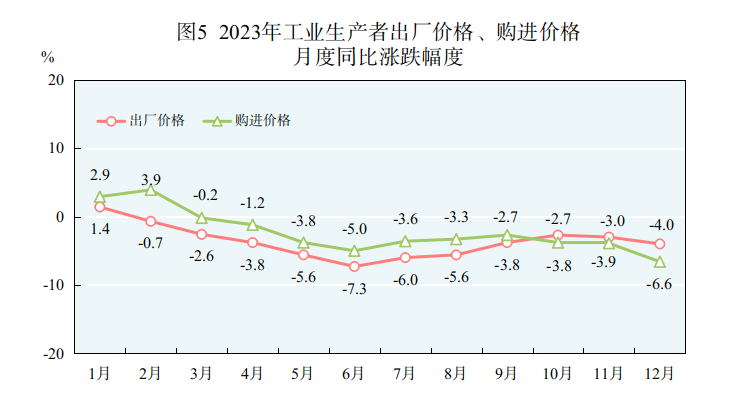 图5 2023年工业生产者出厂价格、购进价格
月度同比涨跌幅度
%
20
出厂价格 购进价格
10
2.9 3.9 -0.2 -1.2 -3.8 -5.0 -3.6 -3.3 -2.7 -2.7 -3.0 -4.0
0
1.4 -0.7 -2.6 -3.8 -5.6 -7.3 -6.0 -5.6 -3.8 -3.8 -3.9 -6.6
-10
-20
1月 2月 3月 4月 5月 6月 7月 8月 9月 10月 11月 12月